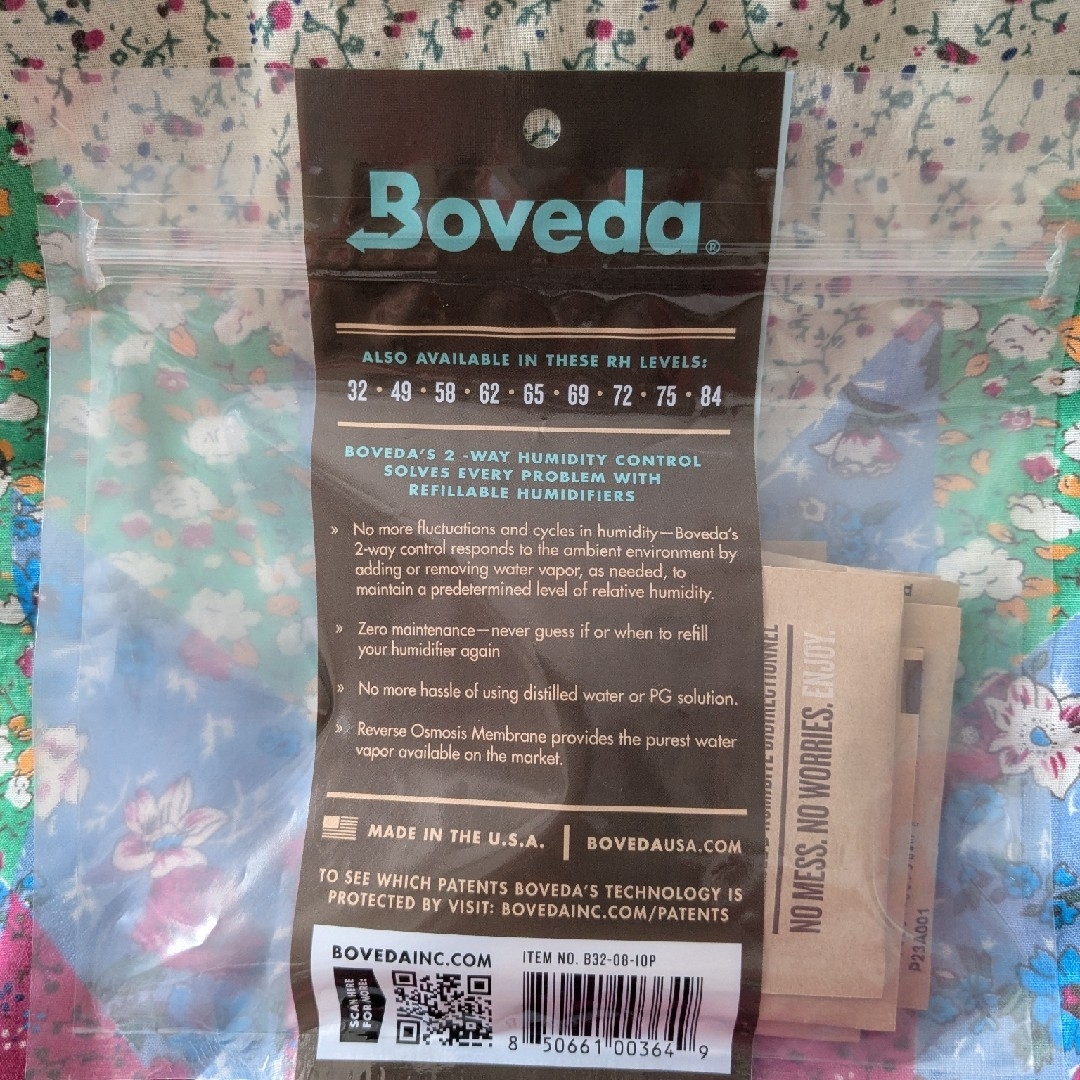 Boveda®
ALSO AVAILABLE IN THESE RH LEVELS:
32 • 49 • 58 • 62 • 65 • 69 • 72 • 75 • 84
BOVEDA'S 2 -WAY HUMIDITY CONTROL
SOLVES EVERY PROBLEM WITH
REFILLABLE HUMIDIFIERS
» No more fluctuations and cycles in humidity—Boveda's
2-way control responds to the ambient environment by
adding or removing water vapor, as needed, to
maintain a predetermined level of relative humidity.
» Zero maintenance—never guess if or when to refill
your humidifier again
» No more hassle of using distilled water or PG solution.
» Reverse Osmosis Membrane provides the purest water
vapor available on the market.
MADE IN THE U.S.A. | BOVEDAUSA.COM
TO SEE WHICH PATENTS BOVEDA'S TECHNOLOGY IS
PROTECTED BY VISIT: BOVEDAINC.COM/PATENTS
BOVEDAINC.COM
SCAN HERE
FOR MORE:
ITEM NO. B32-08-10P
8 50661 00364 9
NO MESS. NO WORRIES. ENJOY.
P23A001